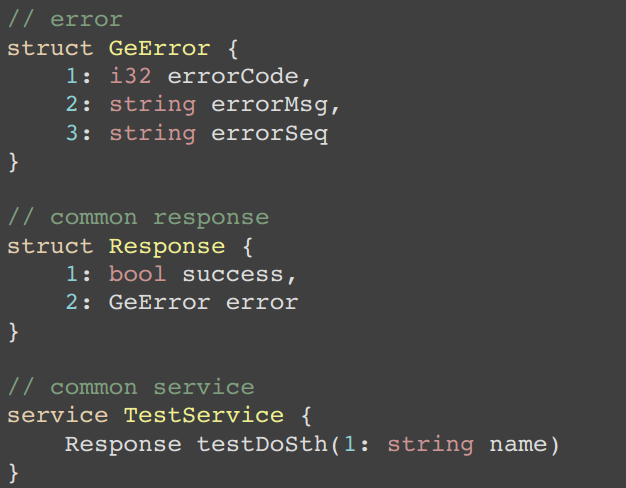 // error
struct GeError {
    1: i32 errorCode,
    2: string errorMsg,
    3: string errorSeq
}

// common response
struct Response {
    1: bool success,
    2: GeError error
}

// common service
service TestService {
    Response testDoSth(1: string name)
}